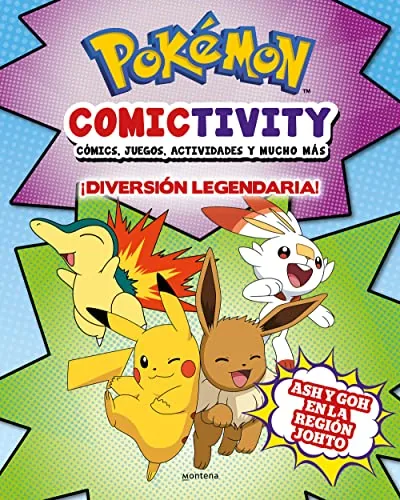 POKéMON
™
COMICTIVITY
CÓMICS, JUEGOS, ACTIVIDADES Y MUCHO MÁS
¡DIVERSIÓN LEGENDARIA!
ASH Y GOH
EN LA
REGIÓN
JOHTO
montena